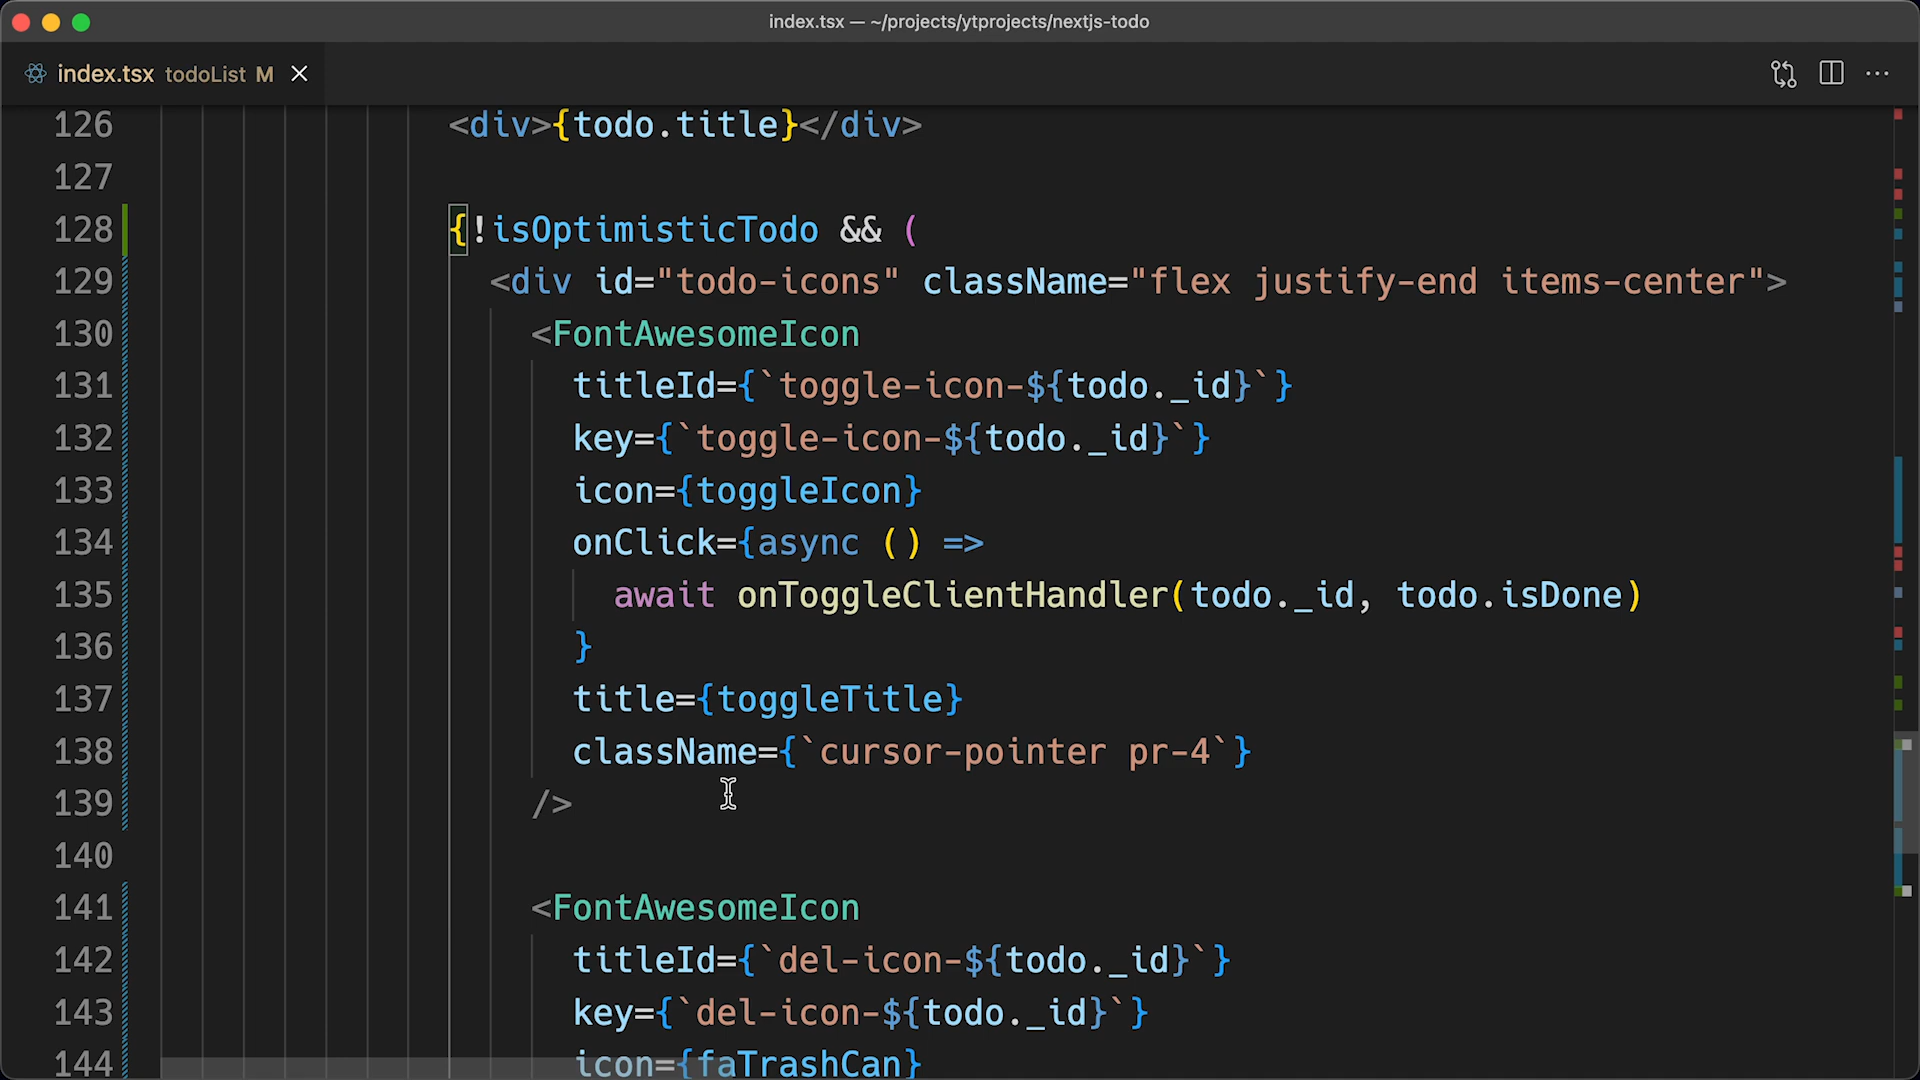 index.tsx — ~/projects/ytprojects/nextjs-todo
index.tsx todoList M
126 <div>{todo.title}</div>
127
128 {!isOptimisticTodo && (
129 <div id="todo-icons" className="flex justify-end items-center">
130 <FontAwesomeIcon
131 titleId={`toggle-icon-${todo._id}`}
132 key={`toggle-icon-${todo._id}`}
133 icon={toggleIcon}
134 onClick={async () =>
135 await onToggleClientHandler(todo._id, todo.isDone)
136 }
137 title={toggleTitle}
138 className={`cursor-pointer pr-4`}
139 />
140
141 <FontAwesomeIcon
142 titleId={`del-icon-${todo._id}`}
143 key={`del-icon-${todo._id}`}
144 icon={faTrashCan}